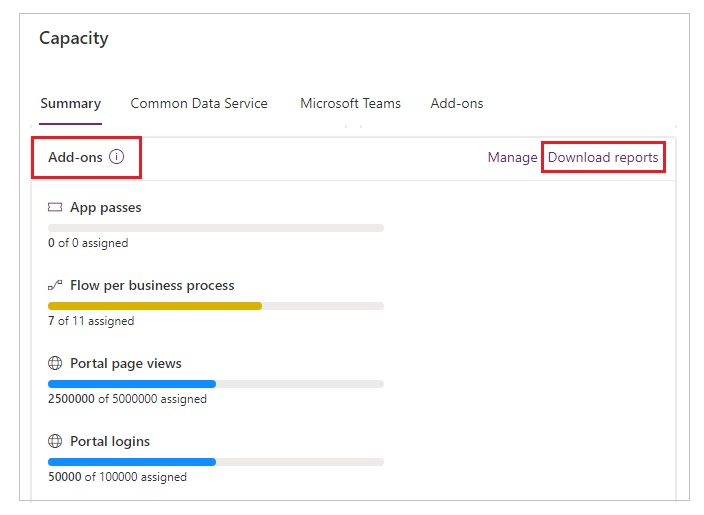 Capacity
Summary Common Data Service Microsoft Teams Add-ons
Add-ons Manage Download reports
App passes
0 of 0 assigned
Flow per business process
7 of 11 assigned
Portal page views
2500000 of 5000000 assigned
Portal logins
50000 of 100000 assigned